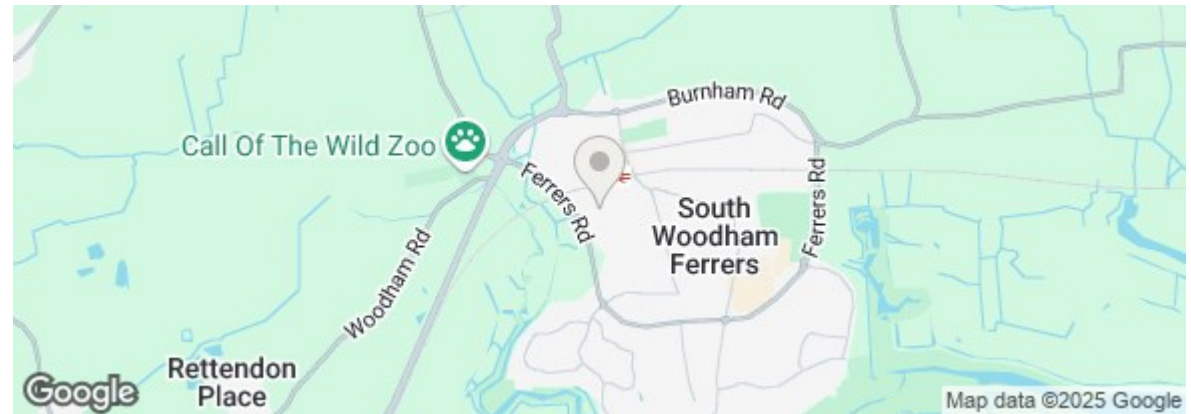 Burnham Rd
Call Of The Wild Zoo
Ferrers Rd
South
Woodham
Ferrers
Ferrers Rd
Woodham Rd
Rettendon
Place
Google
Map data ©2025 Google